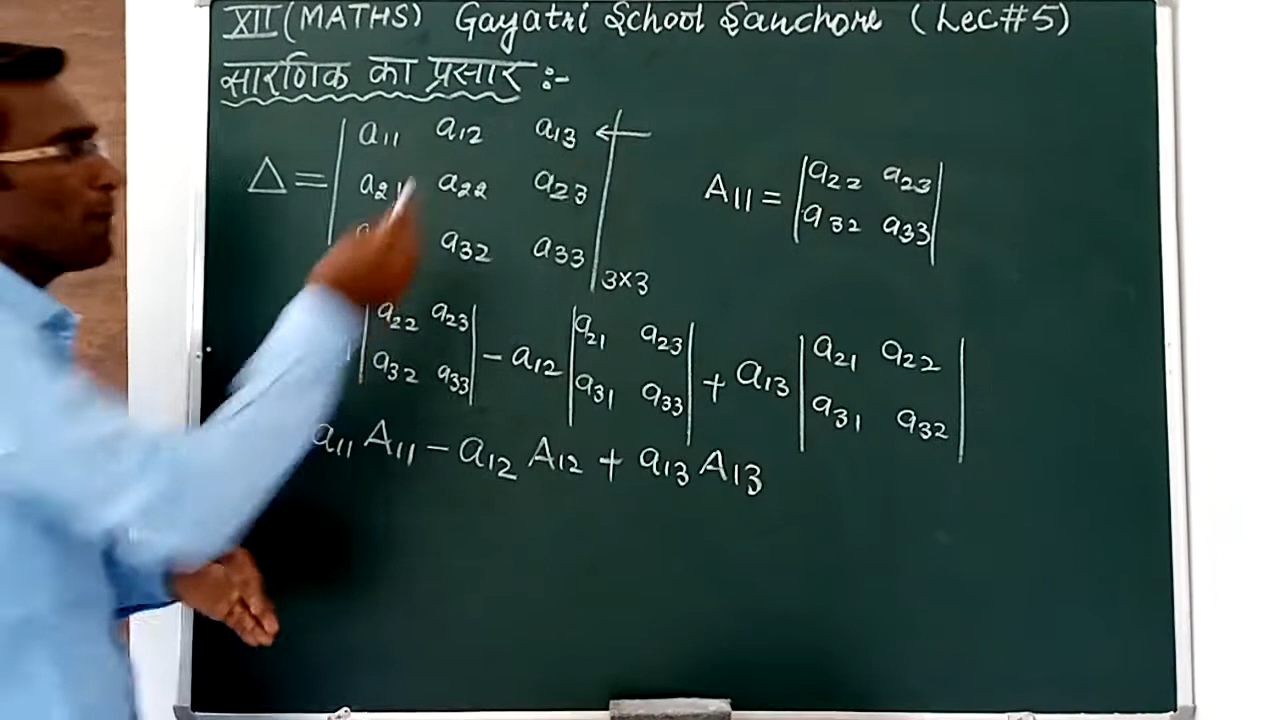 XII (MATHS) Gayatri School Sanchore (Lec#5)
सारणिक का प्रसार :-
a11 a12 a13 ←
Δ = a21 a22 a23
a32 a33 3×3
A11 = | a22 a23 |
| a32 a33 |
| a22 a23 | - a12 | a21 a23 | + a13 | a21 a22 |
| a32 a33 | | a31 a33 | | a31 a32 |
a11 A11 - a12 A12 + a13 A13